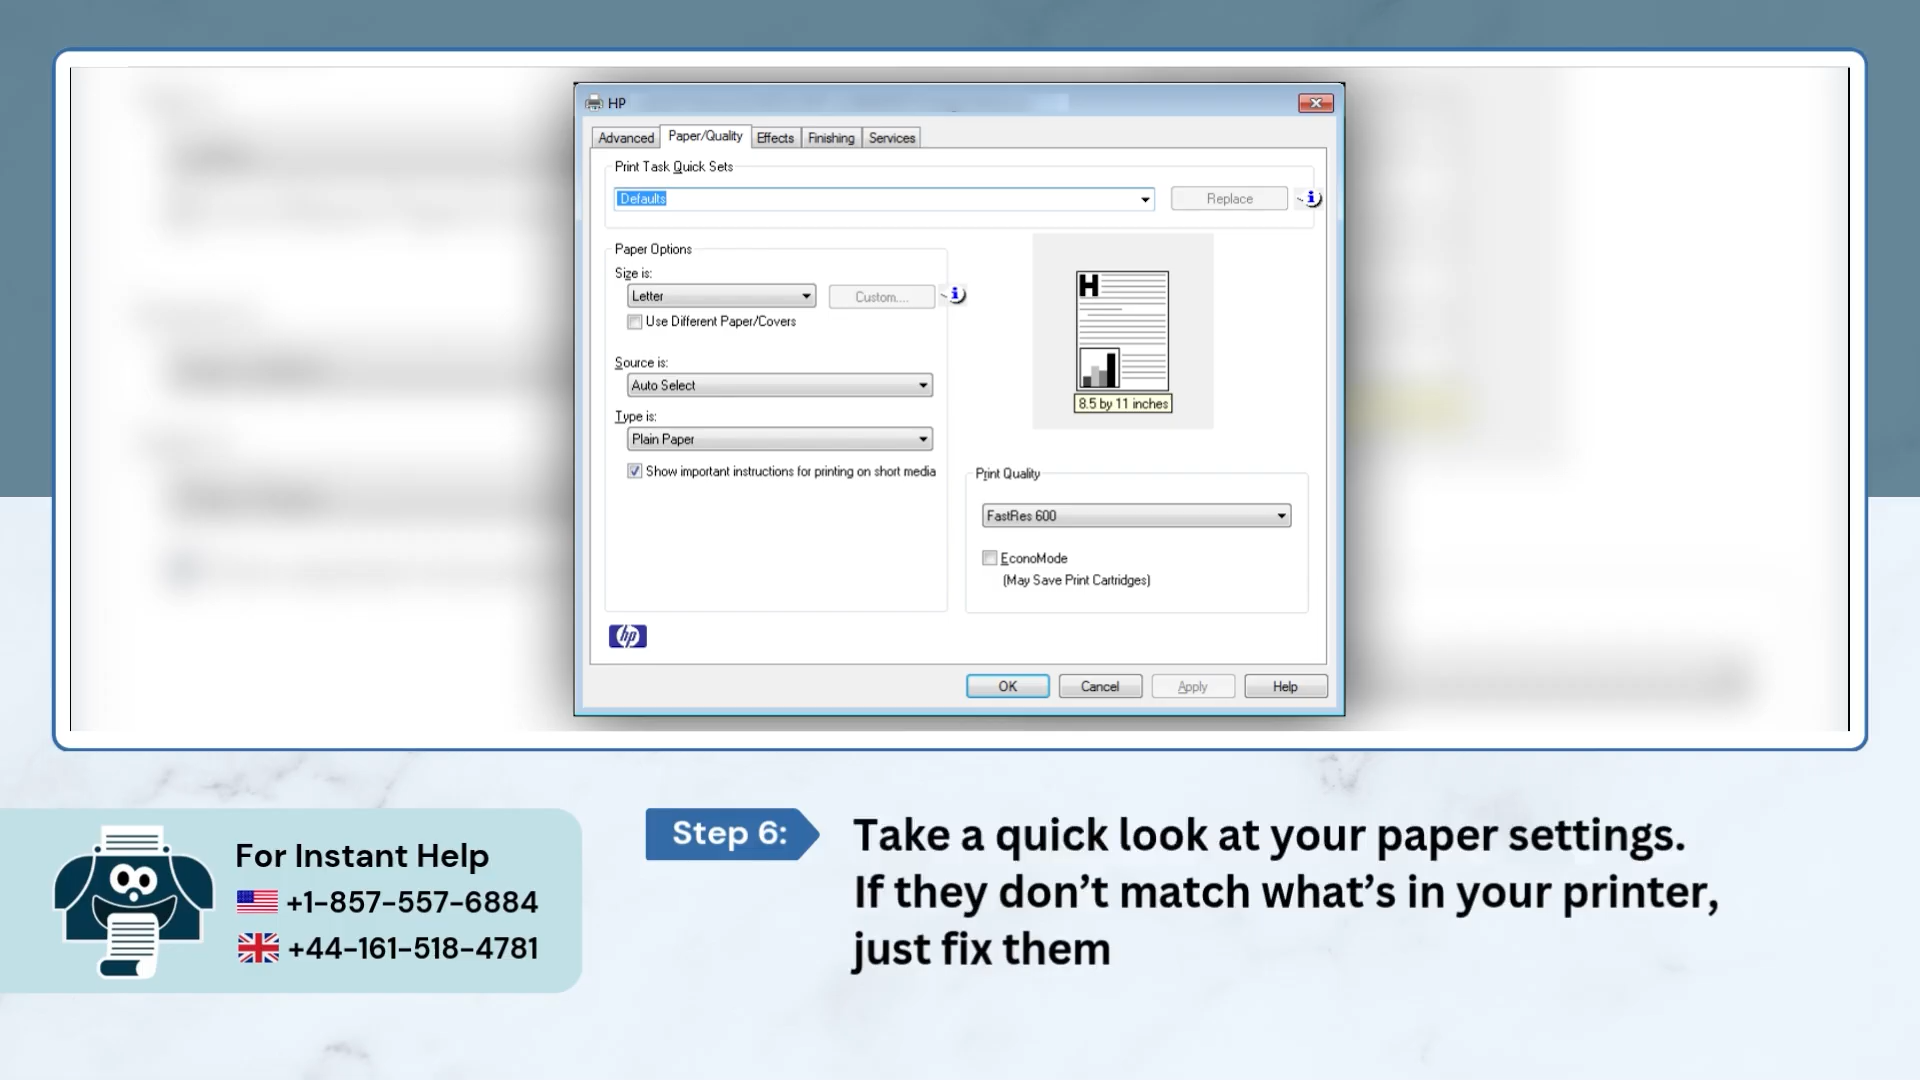 HP
Advanced
Paper/Quality
Effects
Finishing
Services
Print Task Quick Sets
Defaults
Replace
Paper Options
Size is:
Letter
Custom....
Use Different Paper/Covers
Source is:
Auto Select
Type is:
Plain Paper
Show important instructions for printing on short media
H
8.5 by 11 inches
Print Quality
FastRes 600
EconoMode
(May Save Print Cartridges)
hp
OK
Cancel
Apply
Help
For Instant Help
+1-857-557-6884
+44-161-518-4781
Step 6:
Take a quick look at your paper settings.
If they don’t match what’s in your printer,
just fix them